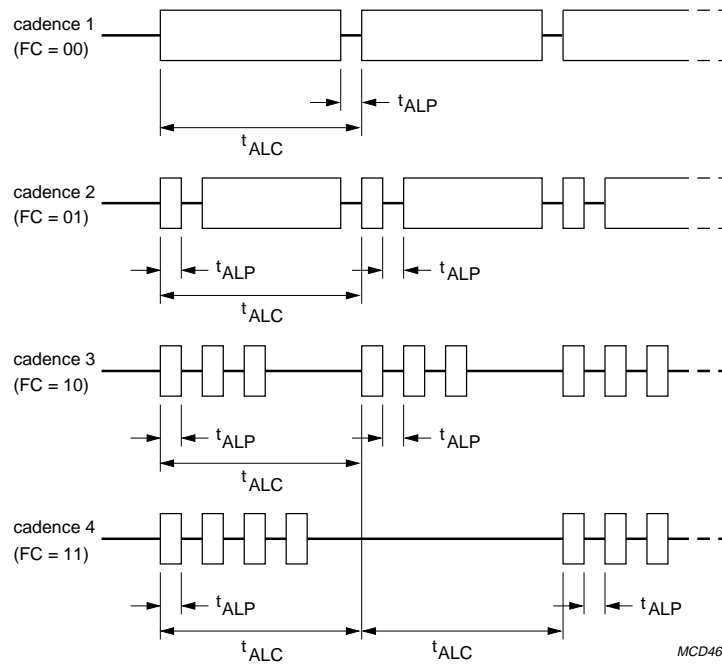 cadence 1
(FC = 00)
tALP
tALC
cadence 2
(FC = 01)
tALP
tALP
tALC
cadence 3
(FC = 10)
tALP
tALP
tALC
cadence 4
(FC = 11)
tALP
tALP
tALC
tALC
MCD46